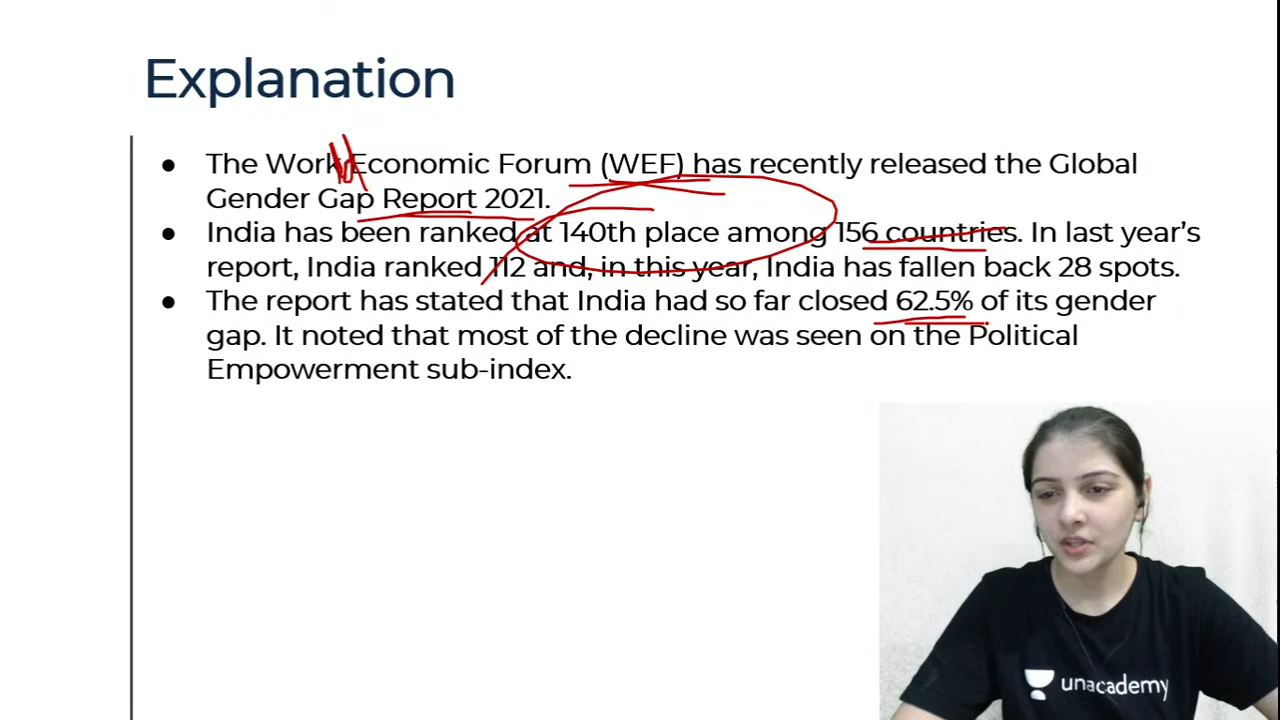 Explanation
● The Work Economic Forum (WEF) has recently released the Global
Gender Gap Report 2021.
● India has been ranked at 140th place among 156 countries. In last year's
report, India ranked 112 and, in this year, India has fallen back 28 spots.
● The report has stated that India had so far closed 62.5% of its gender
gap. It noted that most of the decline was seen on the Political
Empowerment sub-index.
unacademy